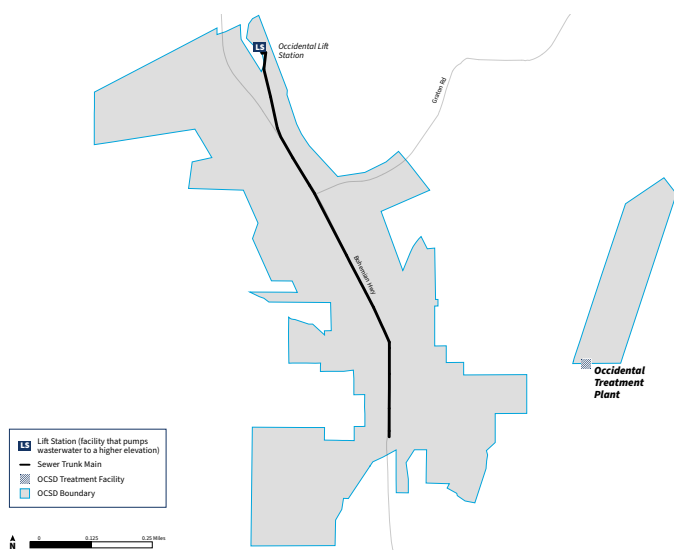 LS
Occidental Lift
Station
Graton Rd
Bohemian Hwy
Occidental
Treatment
Plant
LS Lift Station (facility that pumps
wasterwater to a higher elevation)
Sewer Trunk Main
OCSD Treatment Facility
OCSD Boundary
N
0 0.125 0.25 Miles